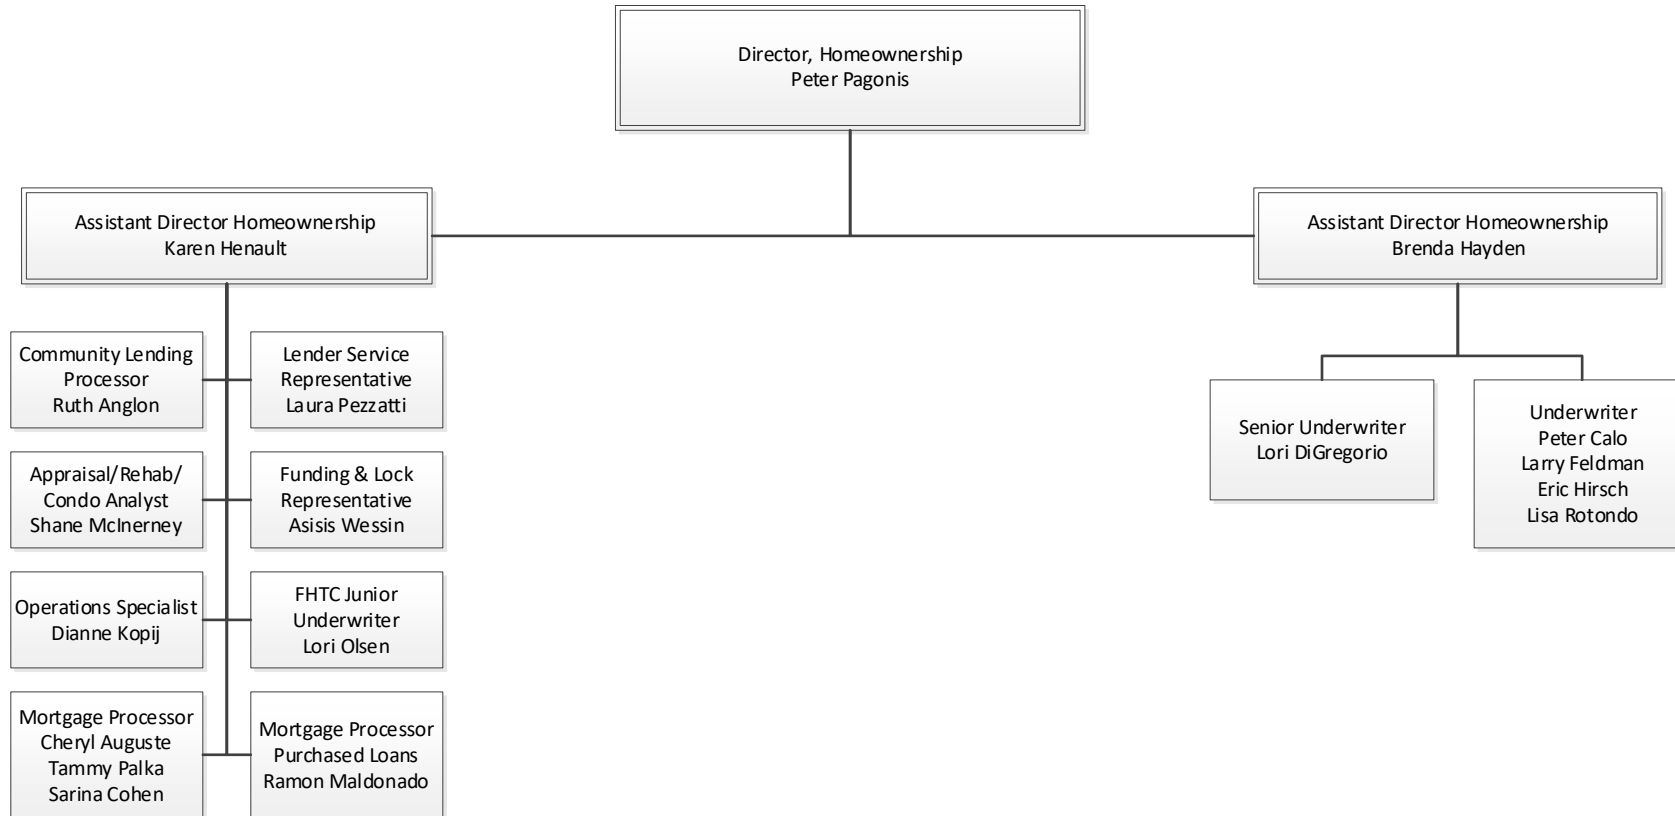 Director, Homeownership
Peter Pagonis
Assistant Director Homeownership
Karen Henault
Assistant Director Homeownership
Brenda Hayden
Community Lending
Processor
Ruth Anglon
Lender Service
Representative
Laura Pezzatti
Senior Underwriter
Lori DiGregorio
Underwriter
Peter Calo
Larry Feldman
Eric Hirsch
Lisa Rotondo
Appraisal/Rehab/
Condo Analyst
Shane McInerney
Funding & Lock
Representative
Asisis Wessin
Operations Specialist
Dianne Kopij
FHTC Junior
Underwriter
Lori Olsen
Mortgage Processor
Cheryl Auguste
Tammy Palka
Sarina Cohen
Mortgage Processor
Purchased Loans
Ramon Maldonado